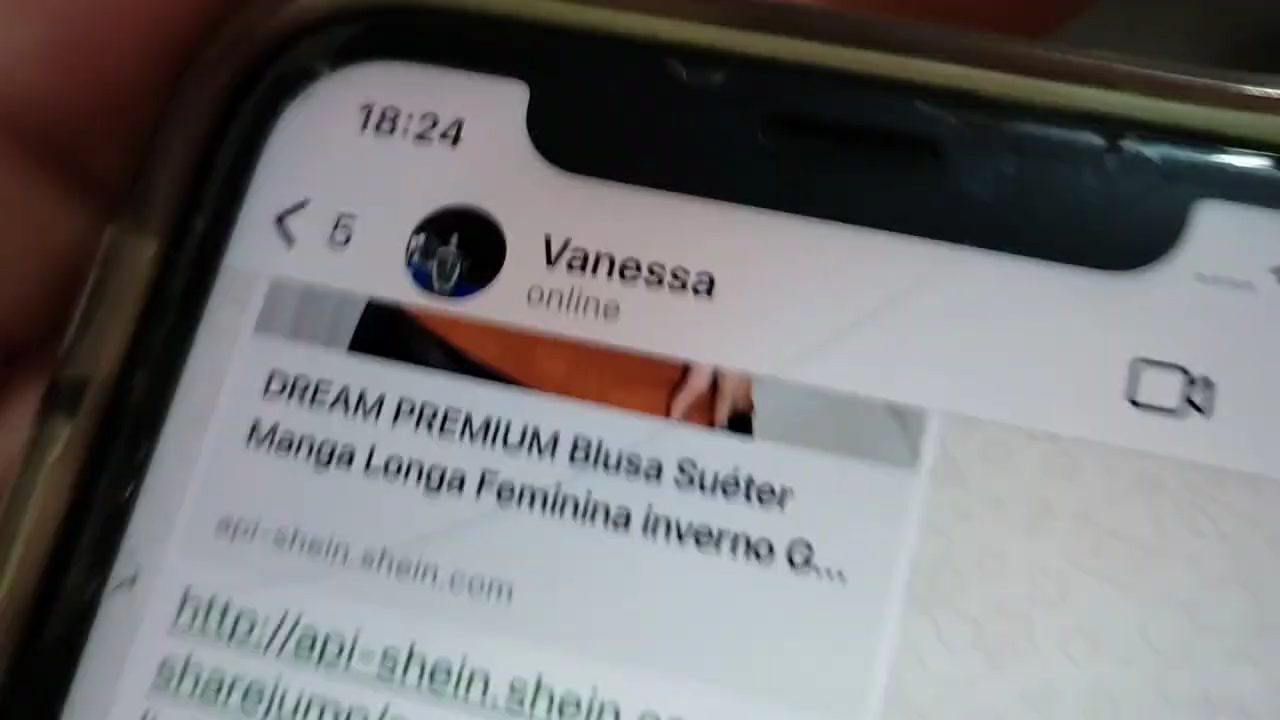 18:24
5
Vanessa
online
DREAM PREMIUM Blusa Suéter
Manga Longa Feminina inverno G...
api-shein.shein.com
http://api-shein.shein
sharejump/